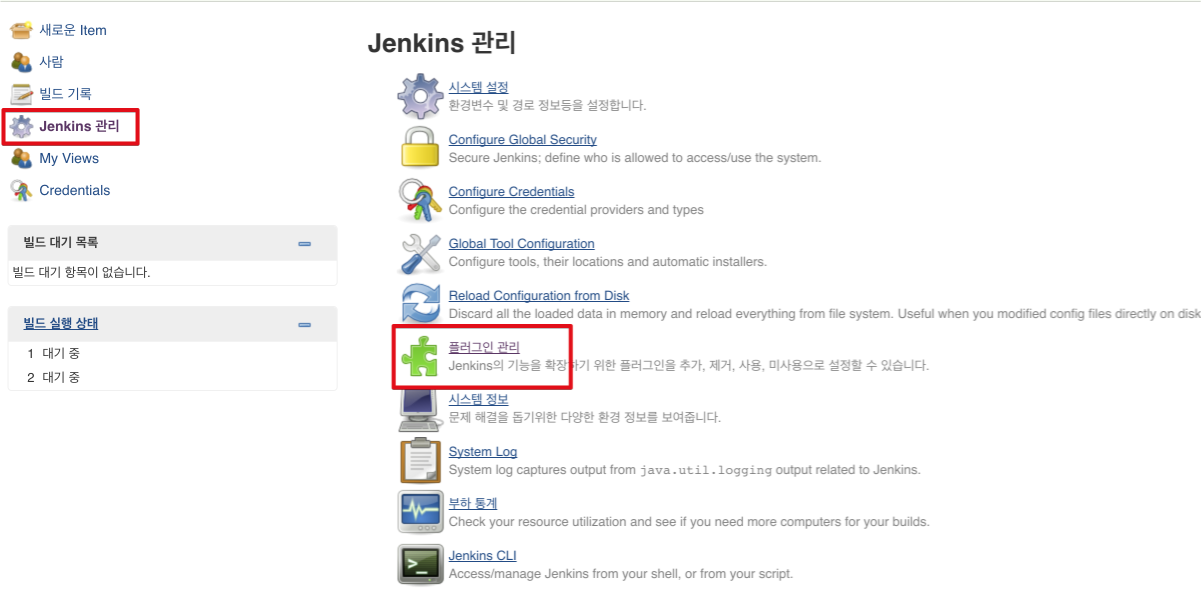 새로운 Item
사람
빌드 기록
Jenkins 관리
My Views
Credentials
빌드 대기 목록
빌드 대기 항목이 없습니다.
빌드 실행 상태
1 대기 중
2 대기 중
Jenkins 관리
시스템 설정
환경변수 및 경로 정보등을 설정합니다.
Configure Global Security
Secure Jenkins; define who is allowed to access/use the system.
Configure Credentials
Configure the credential providers and types
Global Tool Configuration
Configure tools, their locations and automatic installers.
Reload Configuration from Disk
Discard all the loaded data in memory and reload everything from file system. Useful when you modified config files directly on disk
플러그인 관리
Jenkins의 기능을 확장하기 위한 플러그인을 추가, 제거, 사용, 미사용으로 설정할 수 있습니다.
시스템 정보
문제 해결을 돕기위한 다양한 환경 정보를 보여줍니다.
System Log
System log captures output from java.util.logging output related to Jenkins.
부하 통계
Check your resource utilization and see if you need more computers for your builds.
Jenkins CLI
Access/manage Jenkins from your shell, or from your script.